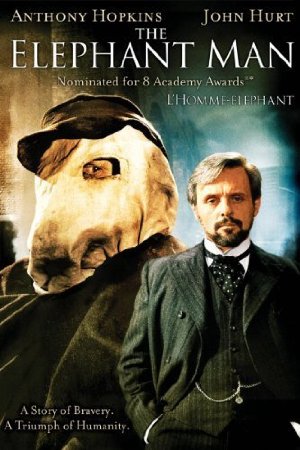 ANTHONY HOPKINS JOHN HURT
THE
ELEPHANT MAN
Nominated for 8 Academy Awards®*
L'HOMME-ELEPHANT
A Story of Bravery.
A Triumph of Humanity.